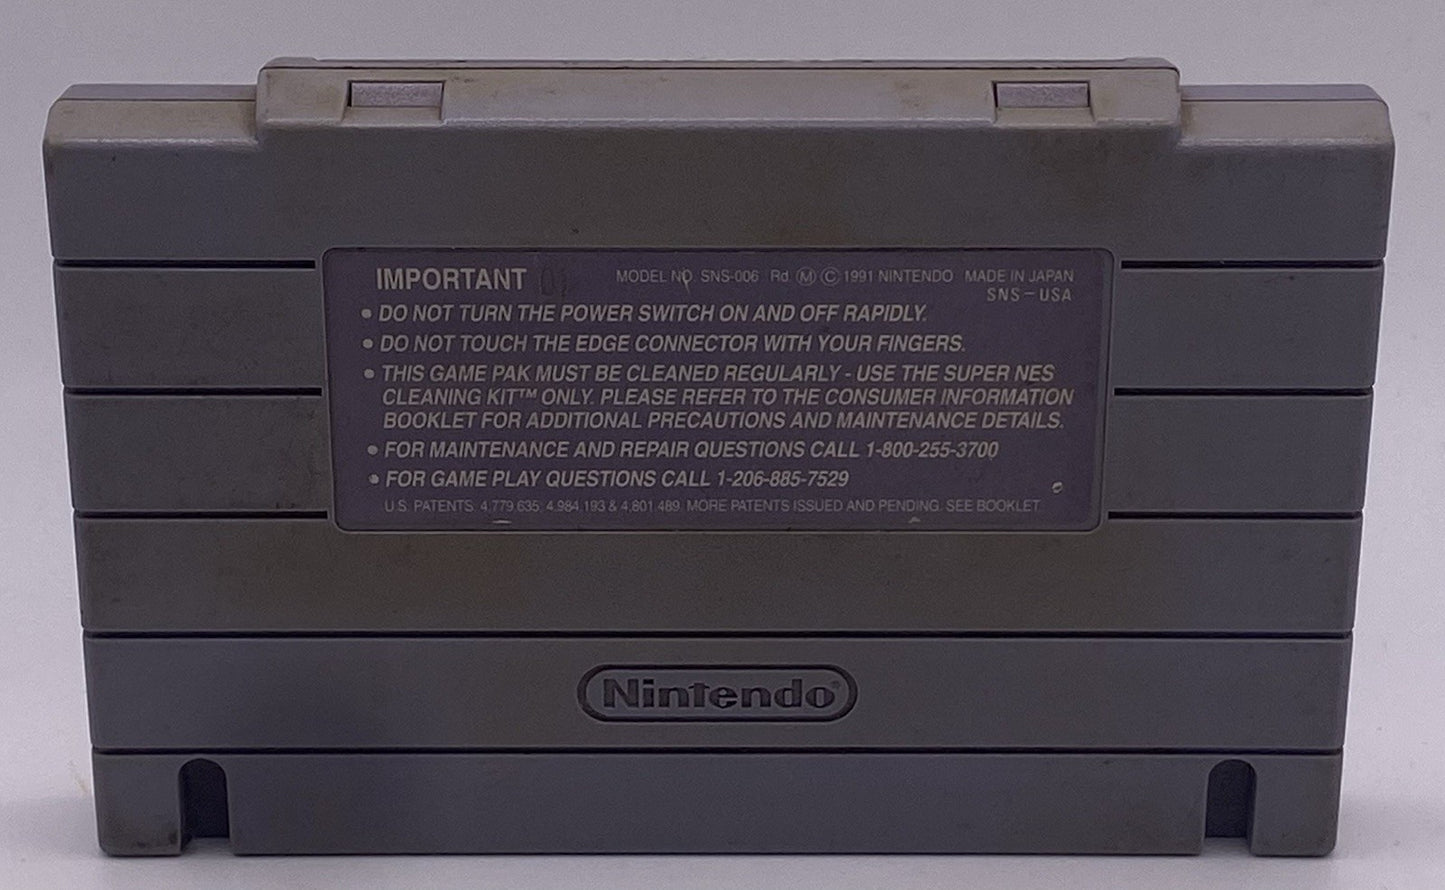 IMPORTANT MODEL NO SNS-006 Rd Ⓜ Ⓒ 1991 NINTENDO MADE IN JAPAN
SNS-USA
• DO NOT TURN THE POWER SWITCH ON AND OFF RAPIDLY.
• DO NOT TOUCH THE EDGE CONNECTOR WITH YOUR FINGERS.
• THIS GAME PAK MUST BE CLEANED REGULARLY - USE THE SUPER NES
CLEANING KIT™ ONLY. PLEASE REFER TO THE CONSUMER INFORMATION
BOOKLET FOR ADDITIONAL PRECAUTIONS AND MAINTENANCE DETAILS.
• FOR MAINTENANCE AND REPAIR QUESTIONS CALL 1-800-255-3700
• FOR GAME PLAY QUESTIONS CALL 1-206-885-7529
U.S. PATENTS 4,779,635; 4,984,193 & 4,801,489. MORE PATENTS ISSUED AND PENDING. SEE BOOKLET
Nintendo®